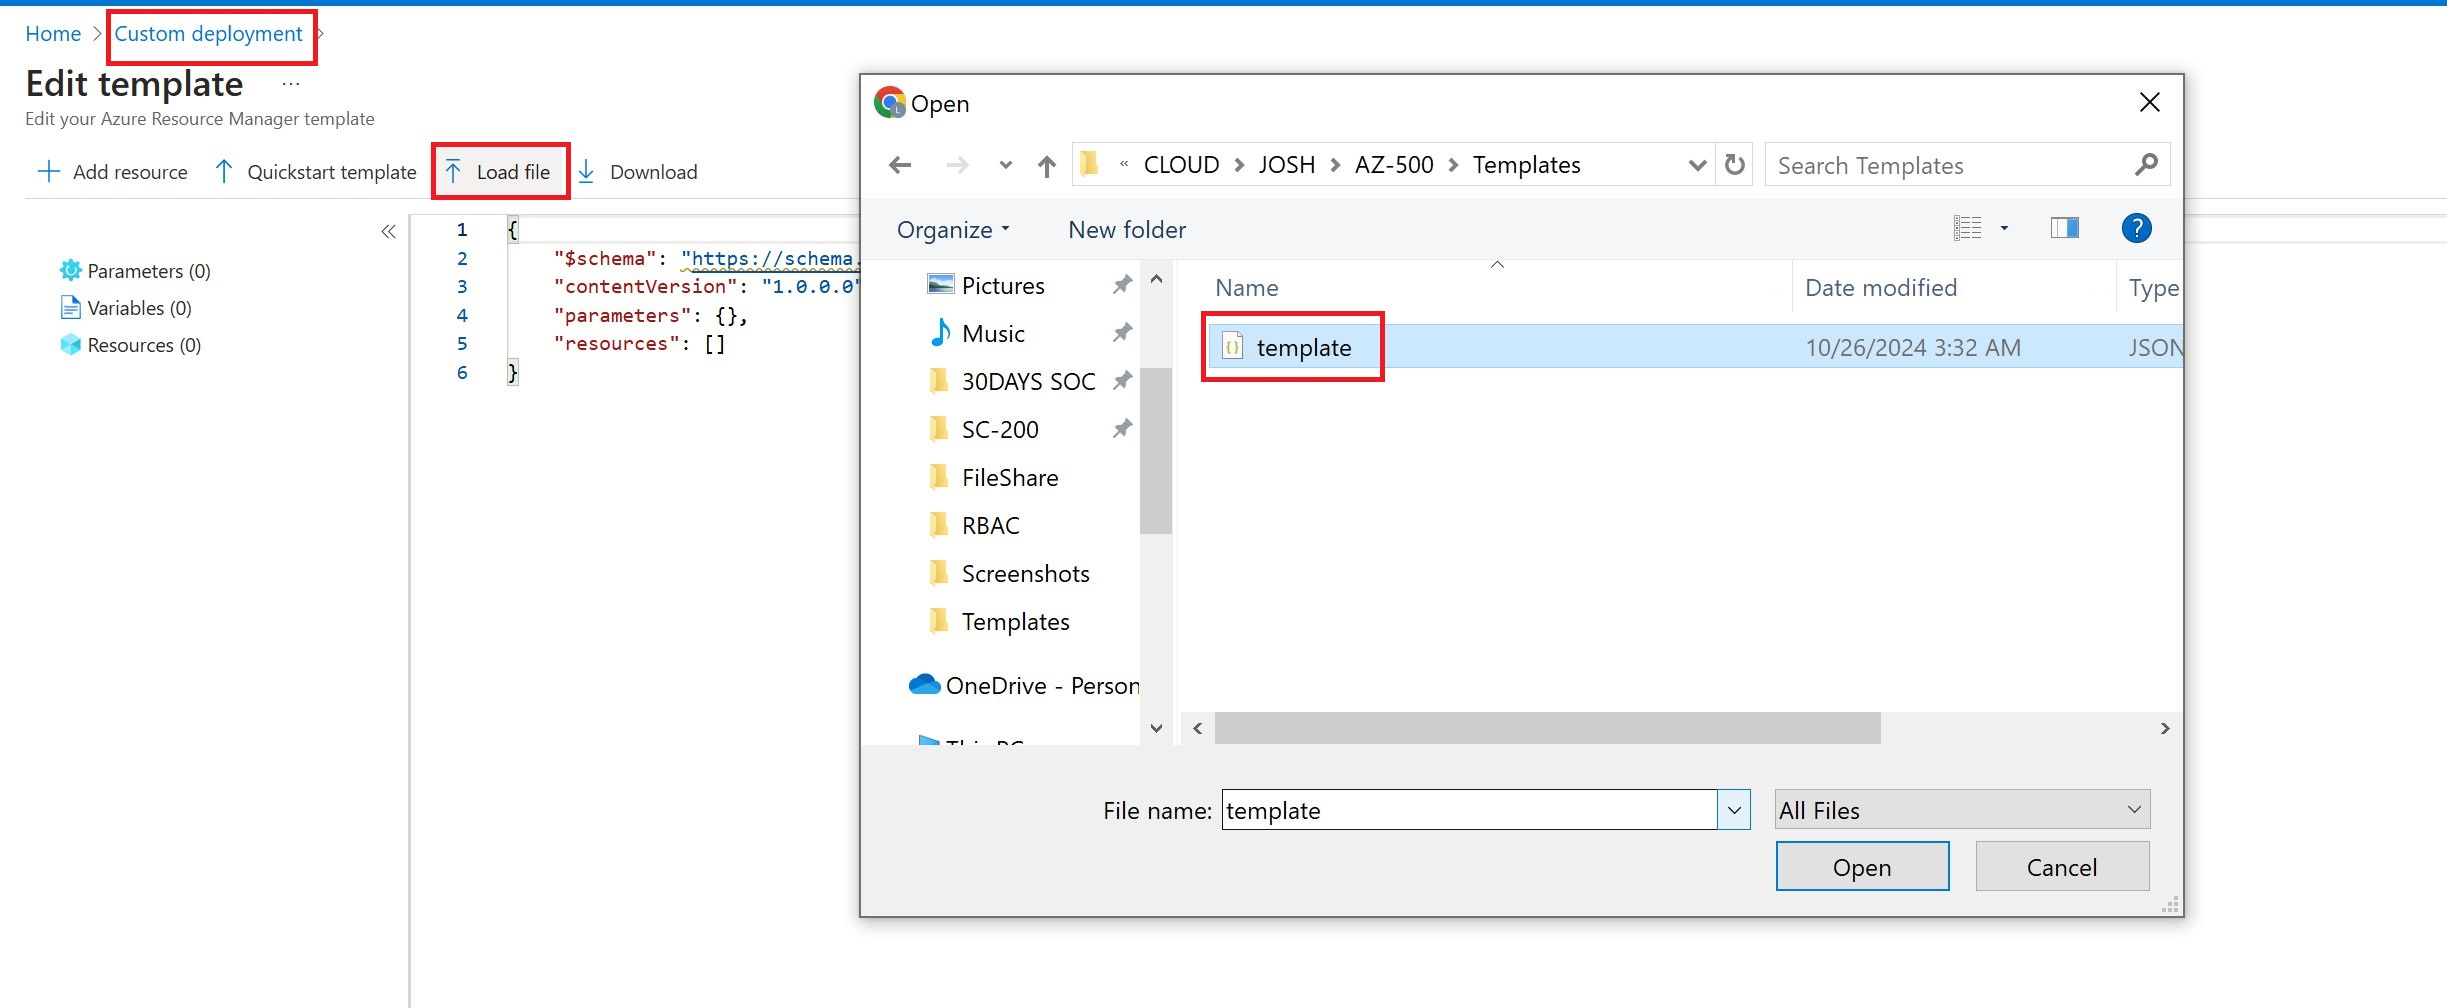 Home > Custom deployment >
Edit template ...
Edit your Azure Resource Manager template
Add resource Quickstart template Load file Download
«
Parameters (0)
Variables (0)
Resources (0)
1 {
2 "$schema": "https://schema.
3 "contentVersion": "1.0.0.0"
4 "parameters": {},
5 "resources": []
6 }
Open
« CLOUD > JOSH > AZ-500 > Templates
Search Templates
Organize New folder
?
Pictures
Music
30DAYS SOC
SC-200
FileShare
RBAC
Screenshots
Templates
OneDrive - Person
Name Date modified Type
template 10/26/2024 3:32 AM JSON
File name: template All Files
Open Cancel